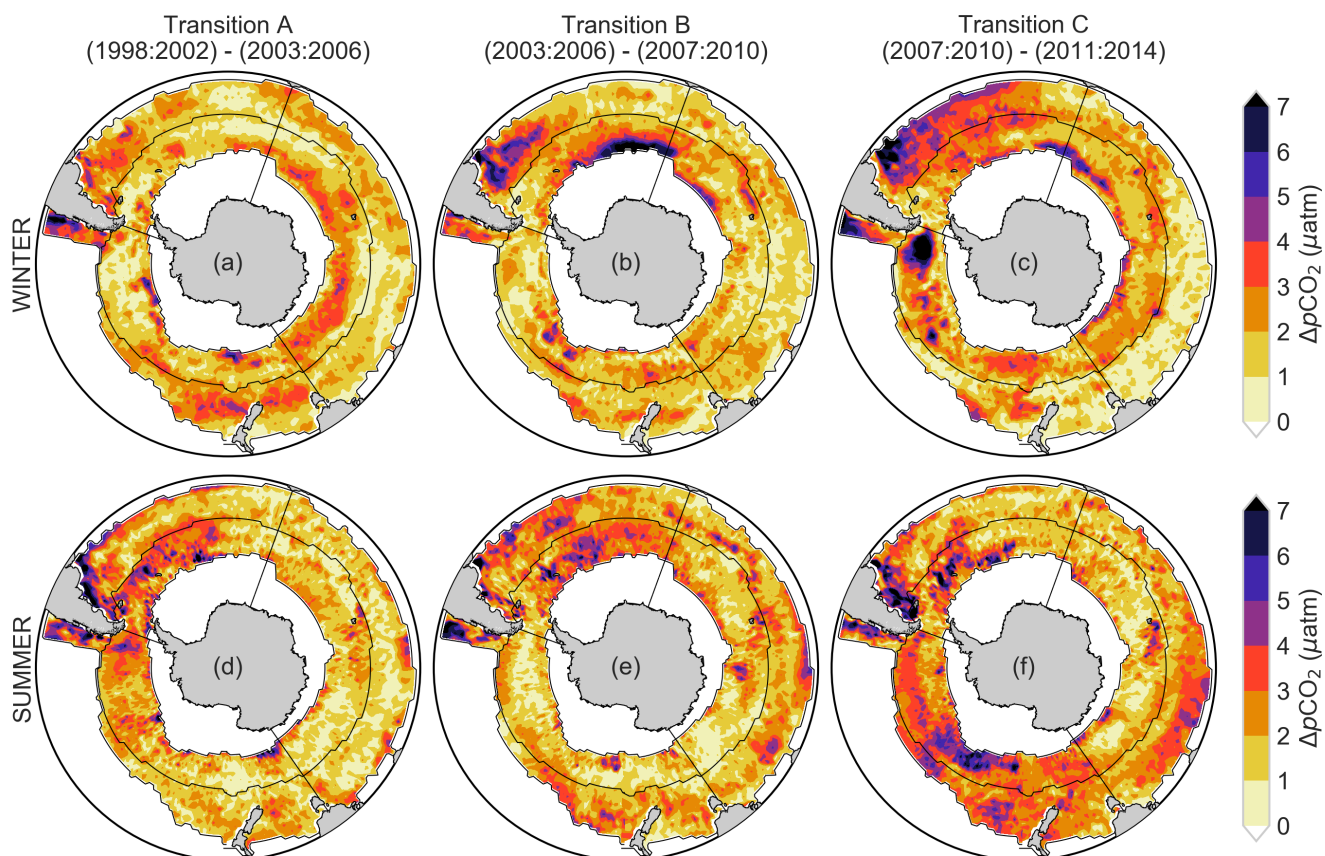 Transition A
(1998:2002) - (2003:2006)
Transition B
(2003:2006) - (2007:2010)
Transition C
(2007:2010) - (2011:2014)
WINTER
(a)
(b)
(c)
7
6
5
4
3
2
1
0
ΔpCO₂ (μatm)
SUMMER
(d)
(e)
(f)
7
6
5
4
3
2
1
0
ΔpCO₂ (μatm)